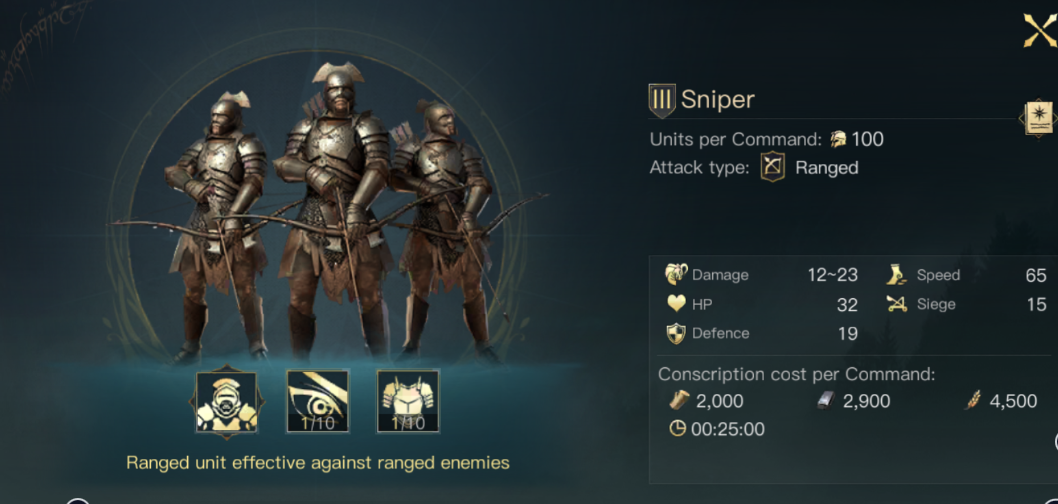 III Sniper
Units per Command: 100
Attack type: Ranged
Damage 12~23 Speed 65
HP 32 Siege 15
Defence 19
Conscription cost per Command:
2,000 2,900 4,500
00:25:00
1/10 1/10
Ranged unit effective against ranged enemies